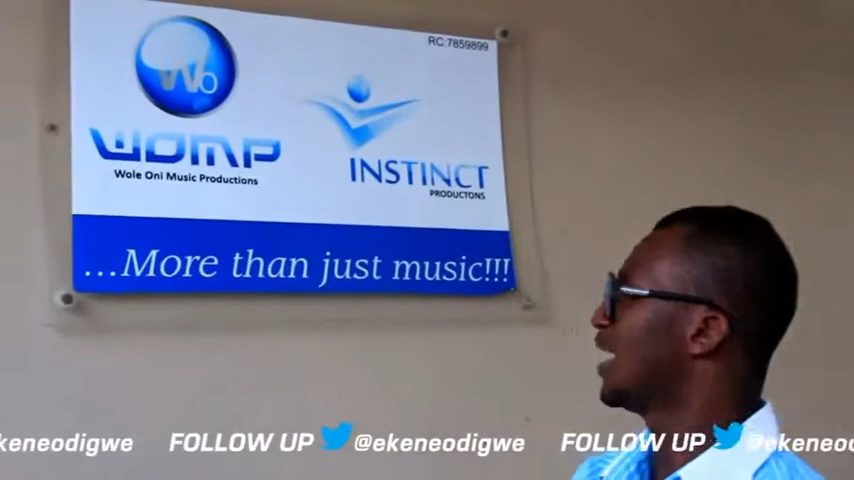 RC:7859899
Wo
WOMP
Wole Oni Music Productions
INSTINCT
PRODUCTONS
...More than just music!!!
keneodigwe FOLLOW UP @ekeneodigwe FOLLOW UP @ekeneo